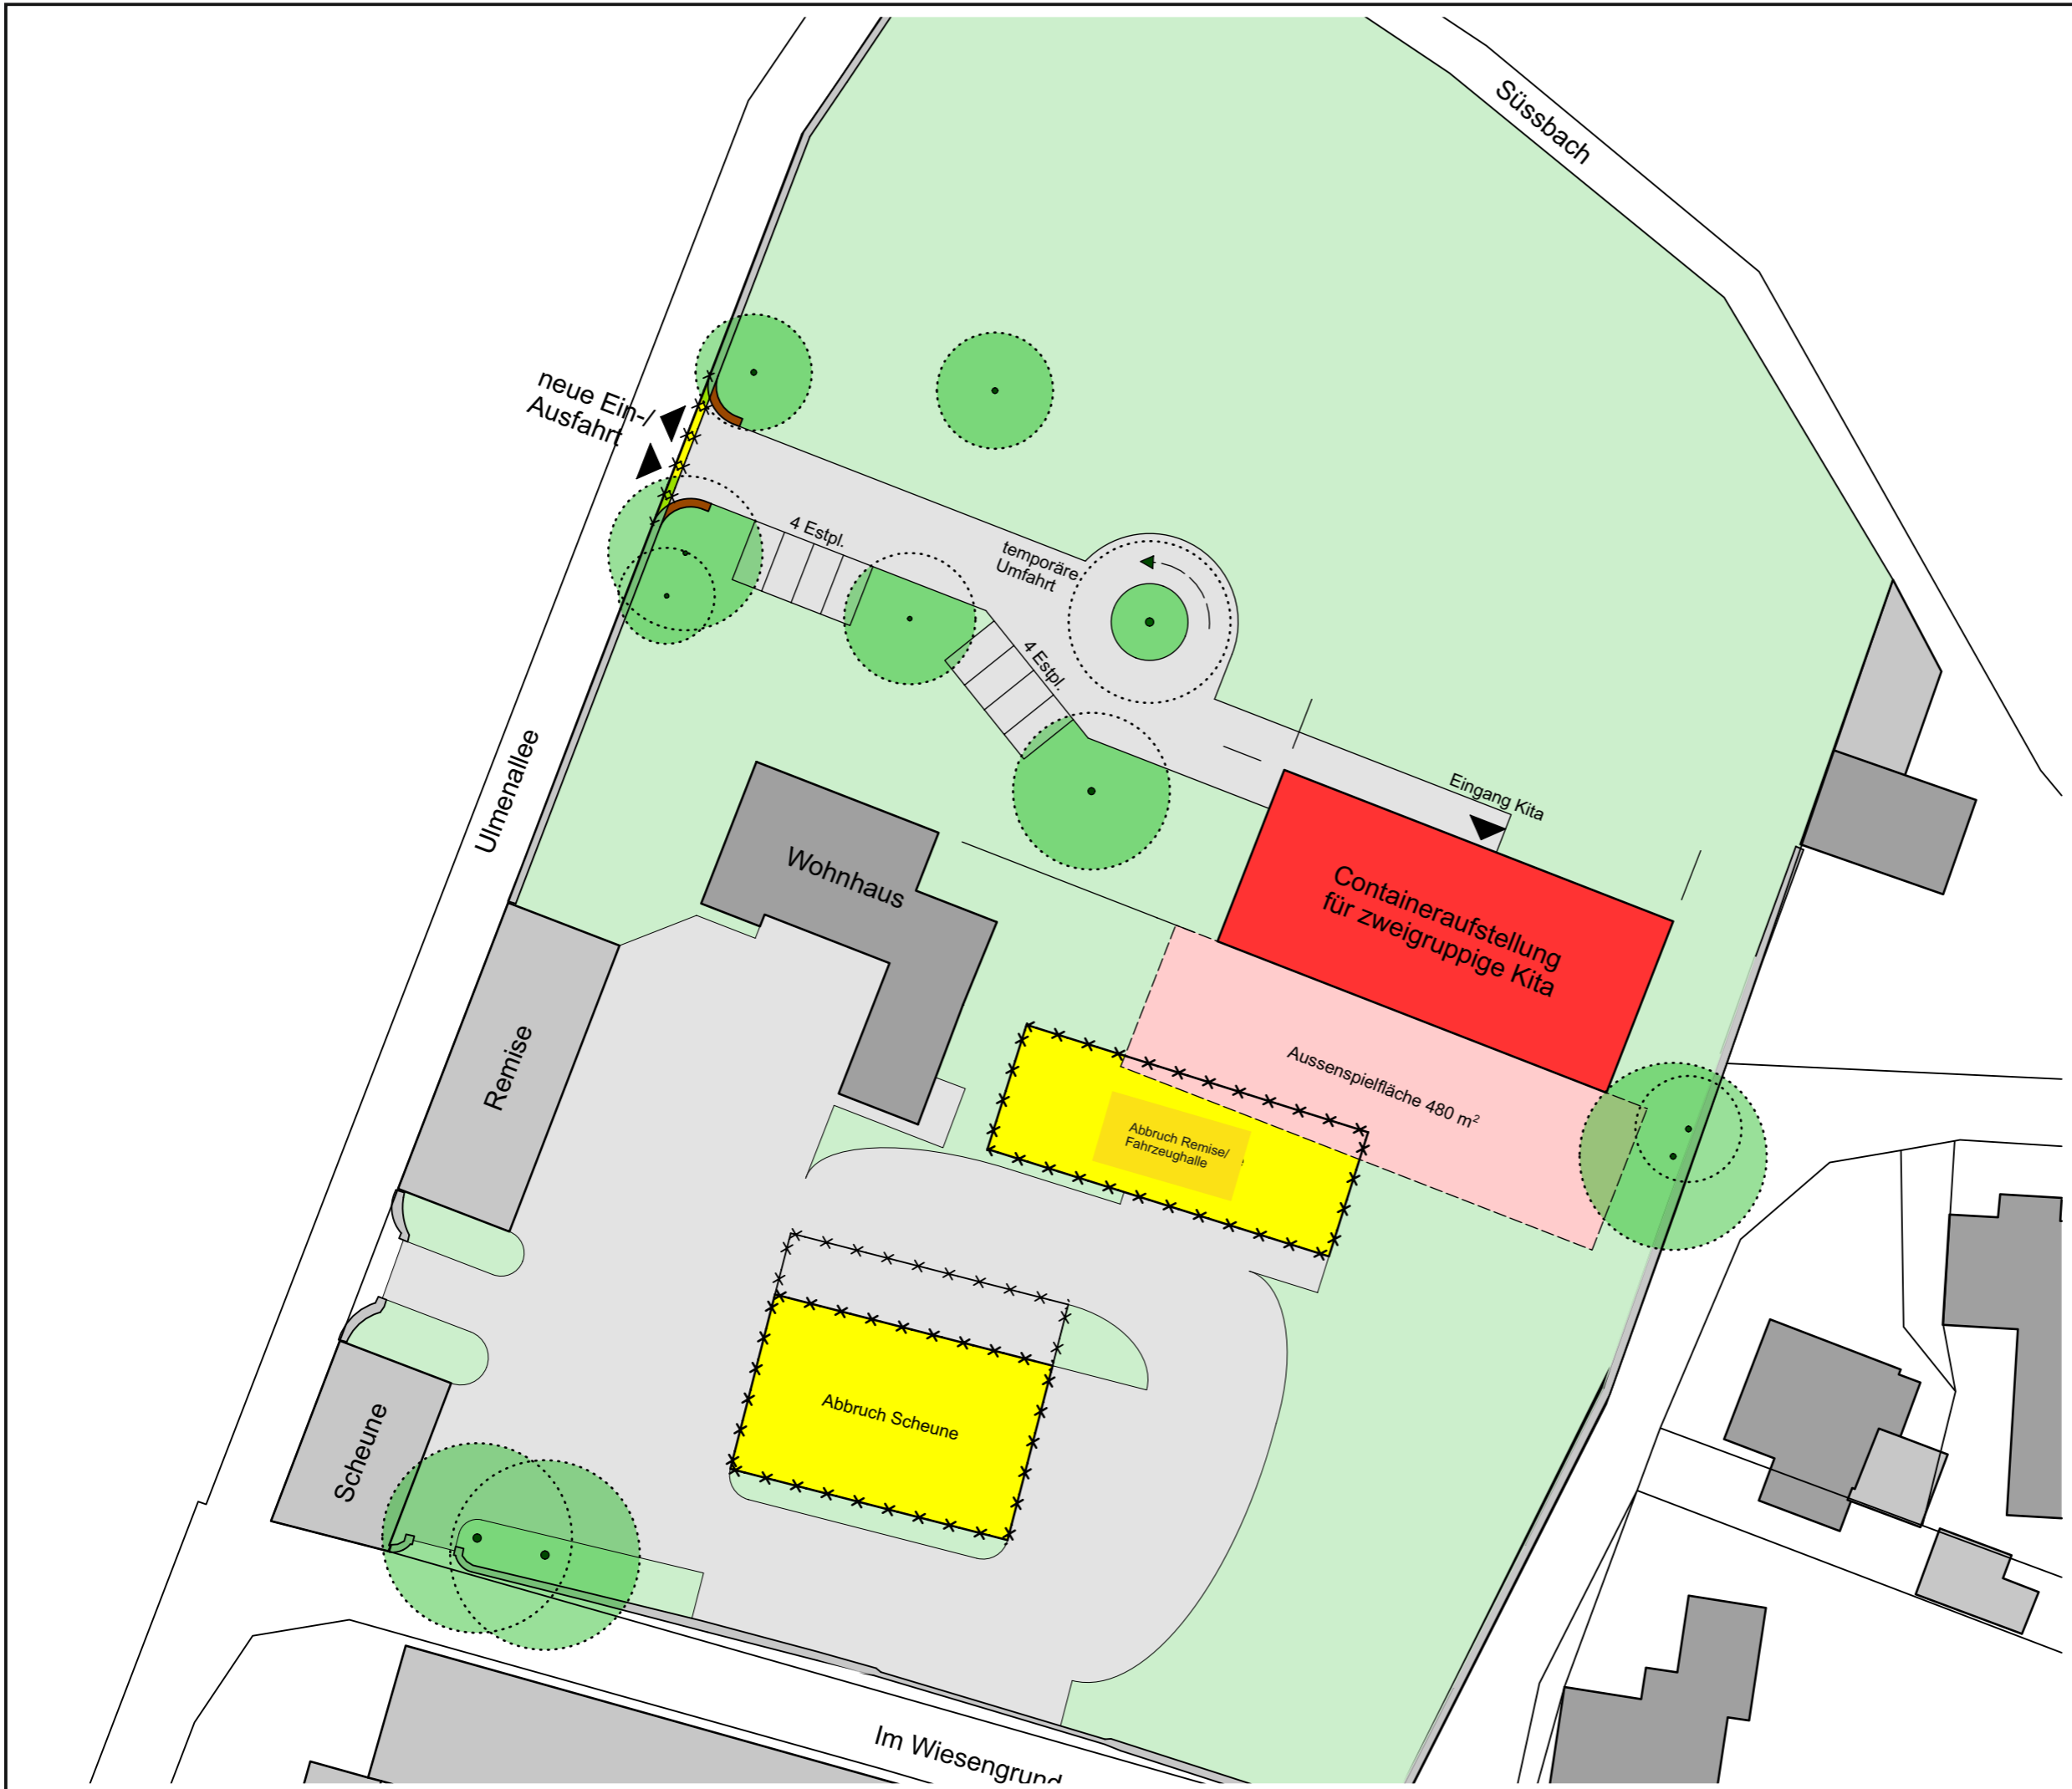 Süssbach
neue Ein-/
Ausfahrt
4 Estpl.
temporäre
Umfahrt
4 Estpl.
Ulmenallee
Eingang Kita
Wohnhaus
Containeraufstellung
für zweigruppige Kita
Remise
Aussenspielfläche 480 m²
Abbruch Remise/
Fahrzeughalle
Abbruch Scheune
Scheune
Im Wiesengrund